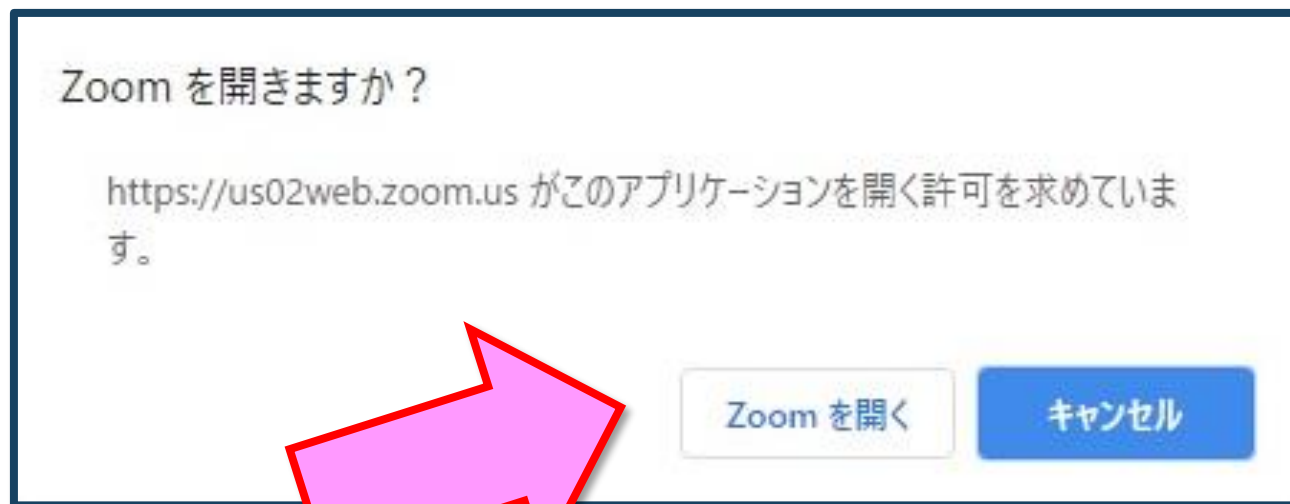 Zoom を開きますか？
https://us02web.zoom.us がこのアプリケーションを開く許可を求めていま
す。
Zoom を開く
キャンセル